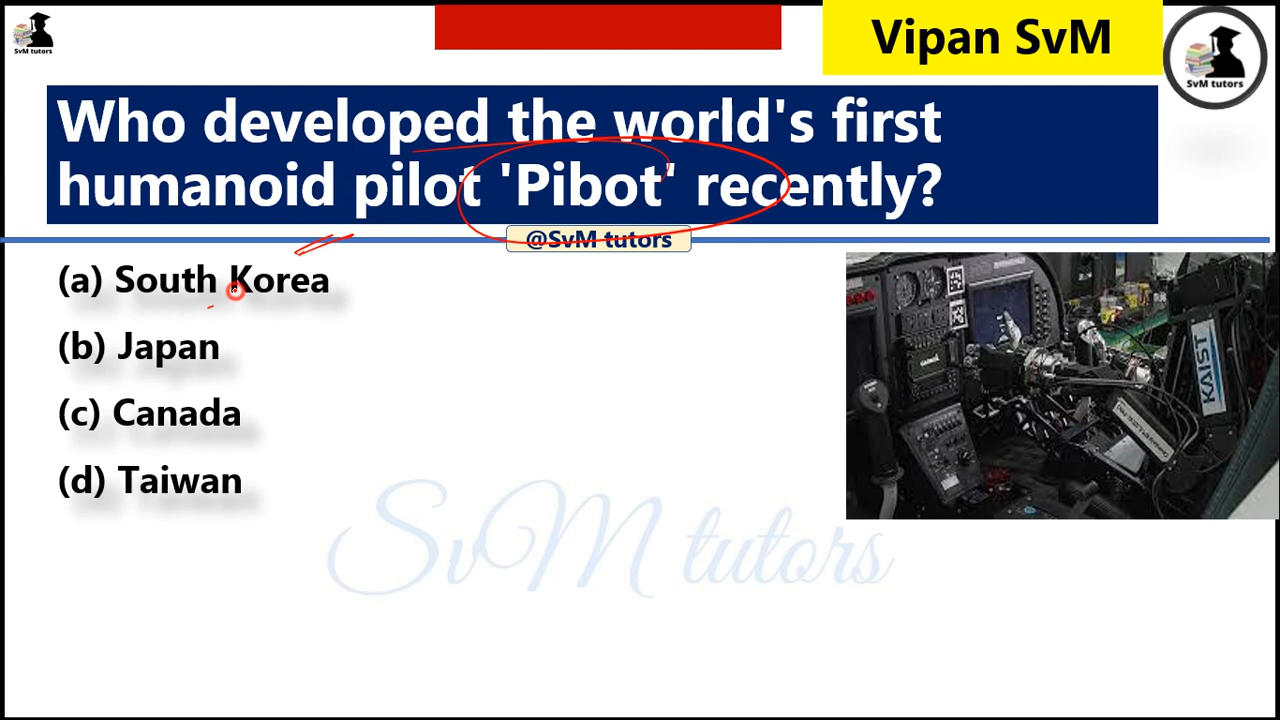 SvM tutors
Vipan SvM
SvM tutors
Who developed the world's first
humanoid pilot 'Pibot' recently?
@SvM tutors
(a) South Korea
(b) Japan
(c) Canada
(d) Taiwan
KAIST
SvM tutors